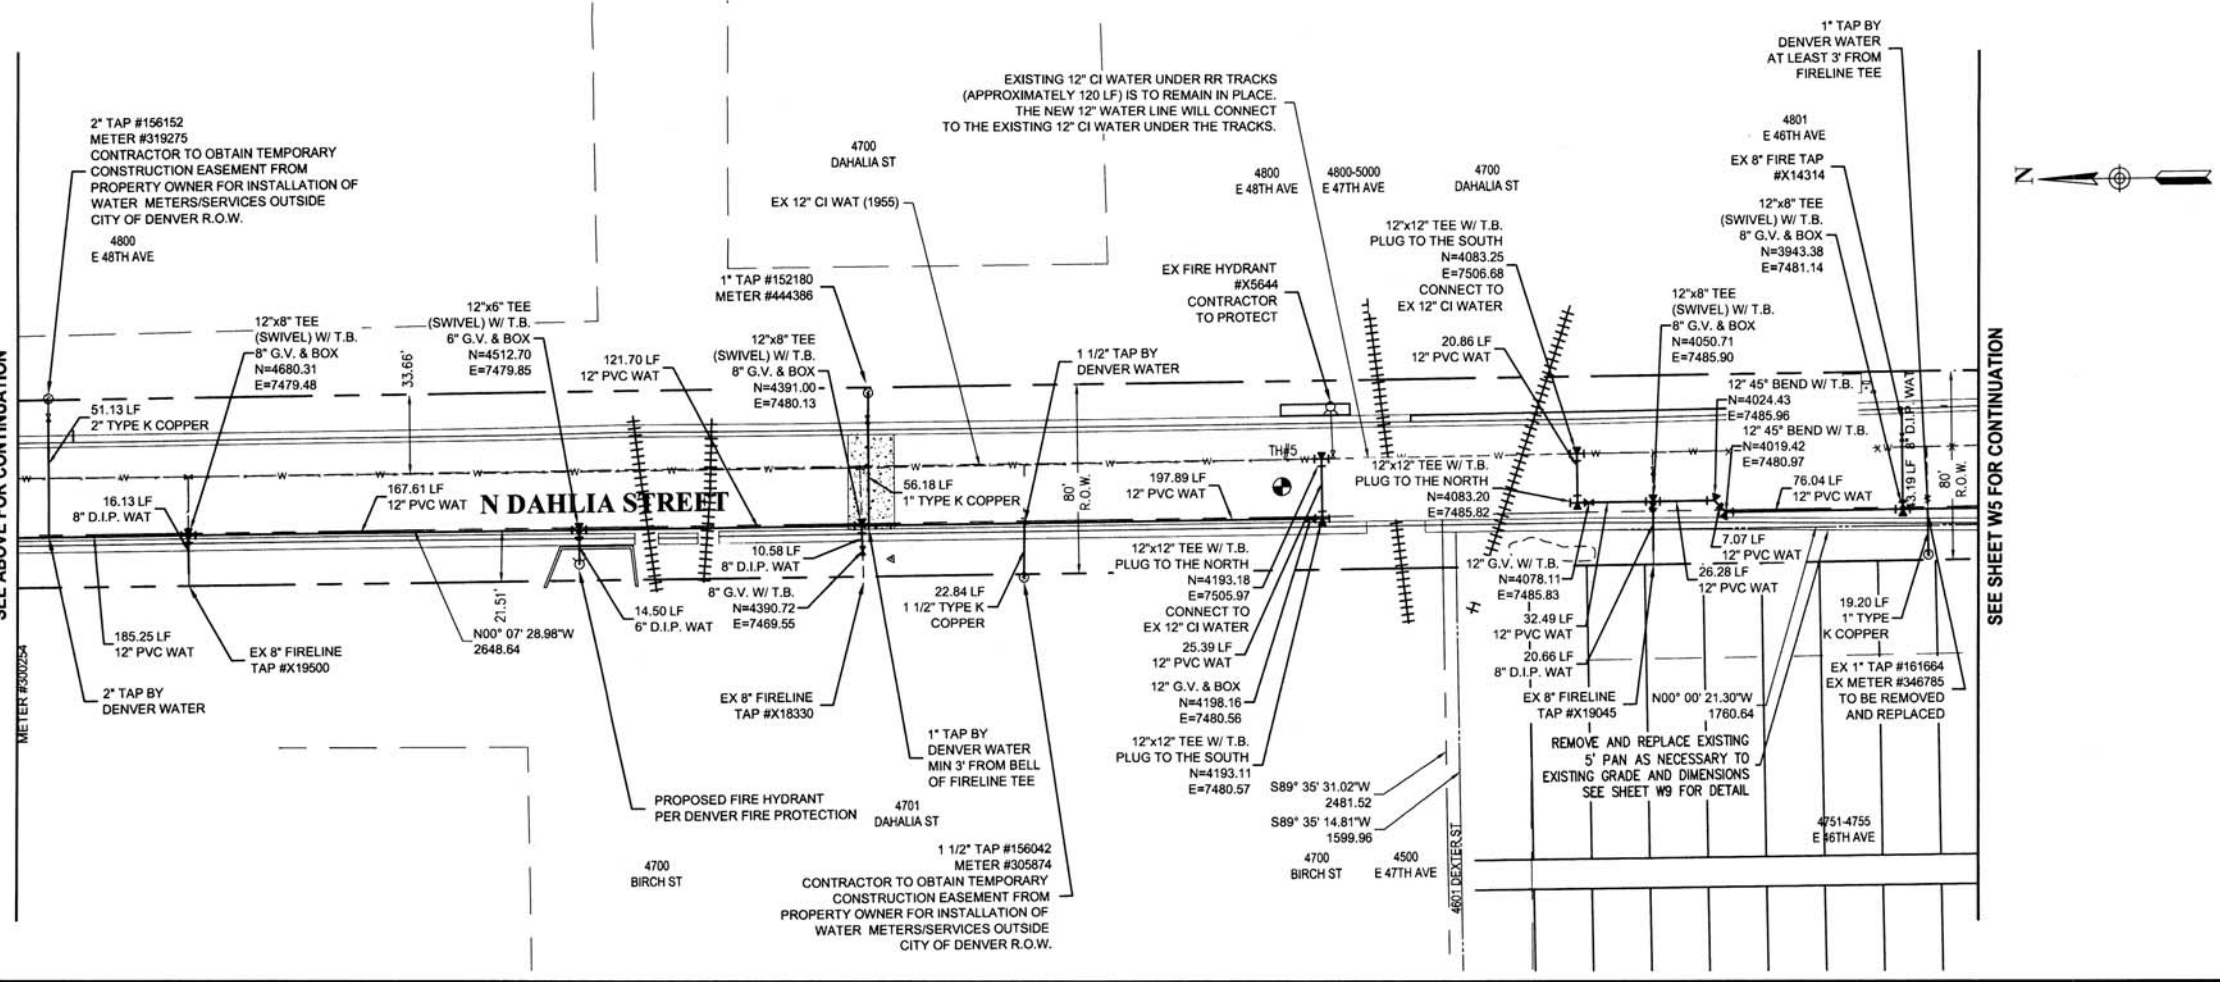 SEE ABOVE FOR CONTINUATION
METER #300254
2" TAP #156152
METER #319275
CONTRACTOR TO OBTAIN TEMPORARY
CONSTRUCTION EASEMENT FROM
PROPERTY OWNER FOR INSTALLATION OF
WATER METERS/SERVICES OUTSIDE
CITY OF DENVER R.O.W.
4800
E 48TH AVE
51.13 LF
2" TYPE K COPPER
16.13 LF
8" D.I.P. WAT
185.25 LF
12" PVC WAT
2" TAP BY
DENVER WATER
12"x8" TEE
(SWIVEL) W/ T.B.
8" G.V. & BOX
N=4680.31
E=7479.48
EX 8" FIRELINE
TAP #X19500
33.66'
167.61 LF
12" PVC WAT
12"x6" TEE
(SWIVEL) W/ T.B.
6" G.V. & BOX
N=4512.70
E=7479.85
N DAHLIA STREET
21.51'
N00° 07' 28.98"W
2648.64
121.70 LF
12" PVC WAT
14.50 LF
6" D.I.P. WAT
PROPOSED FIRE HYDRANT
PER DENVER FIRE PROTECTION
4700
BIRCH ST
4700
DAHALIA ST
EX 12" CI WAT (1955)
1" TAP #152180
METER #444386
12"x8" TEE
(SWIVEL) W/ T.B.
8" G.V. & BOX
N=4391.00
E=7480.13
56.18 LF
1" TYPE K COPPER
10.58 LF
8" D.I.P. WAT
8" G.V. W/ T.B.
N=4390.72
E=7469.55
EX 8" FIRELINE
TAP #X18330
1" TAP BY
DENVER WATER
MIN 3' FROM BELL
OF FIRELINE TEE
4701
DAHALIA ST
1 1/2" TAP BY
DENVER WATER
80'
R.O.W.
22.84 LF
1 1/2" TYPE K
COPPER
1 1/2" TAP #156042
METER #305874
CONTRACTOR TO OBTAIN TEMPORARY
CONSTRUCTION EASEMENT FROM
PROPERTY OWNER FOR INSTALLATION OF
WATER METERS/SERVICES OUTSIDE
CITY OF DENVER R.O.W.
EXISTING 12" CI WATER UNDER RR TRACKS
(APPROXIMATELY 120 LF) IS TO REMAIN IN PLACE.
THE NEW 12" WATER LINE WILL CONNECT
TO THE EXISTING 12" CI WATER UNDER THE TRACKS.
4800
E 48TH AVE
4800-5000
E 47TH AVE
4700
DAHALIA ST
EX FIRE HYDRANT
#X5644
CONTRACTOR
TO PROTECT
TH#5
197.89 LF
12" PVC WAT
12"x12" TEE W/ T.B.
PLUG TO THE NORTH
N=4193.18
E=7505.97
CONNECT TO
EX 12" CI WATER
25.39 LF
12" PVC WAT
12" G.V. & BOX
N=4198.16
E=7480.56
12"x12" TEE W/ T.B.
PLUG TO THE SOUTH
N=4193.11
E=7480.57
S89° 35' 31.02"W
2481.52
S89° 35' 14.81"W
1599.96
4700
BIRCH ST
4500
E 47TH AVE
4601 DEXTER ST
12"x12" TEE W/ T.B.
PLUG TO THE SOUTH
N=4083.25
E=7506.68
CONNECT TO
EX 12" CI WATER
20.86 LF
12" PVC WAT
12"x12" TEE W/ T.B.
PLUG TO THE NORTH
N=4083.20
E=7485.82
12" G.V. W/ T.B.
N=4078.11
E=7485.83
32.49 LF
12" PVC WAT
20.66 LF
8" D.I.P. WAT
EX 8" FIRELINE
TAP #X19045
12"x8" TEE
(SWIVEL) W/ T.B.
8" G.V. & BOX
N=4050.71
E=7485.90
12" 45° BEND W/ T.B.
N=4024.43
E=7485.96
12" 45° BEND W/ T.B.
N=4019.42
E=7480.97
76.04 LF
12" PVC WAT
7.07 LF
12" PVC WAT
26.28 LF
12" PVC WAT
N00° 00' 21.30"W
1760.64
REMOVE AND REPLACE EXISTING
5' PAN AS NECESSARY TO
EXISTING GRADE AND DIMENSIONS
SEE SHEET W9 FOR DETAIL
1" TAP BY
DENVER WATER
AT LEAST 3' FROM
FIRELINE TEE
4801
E 46TH AVE
EX 8" FIRE TAP
#X14314
12"x8" TEE
(SWIVEL) W/ T.B.
8" G.V. & BOX
N=3943.38
E=7481.14
8" D.I.P. WAT
80'
R.O.W.
19.20 LF
1" TYPE
K COPPER
EX 1" TAP #161664
EX METER #346785
TO BE REMOVED
AND REPLACED
4751-4755
E 46TH AVE
SEE SHEET W5 FOR CONTINUATION
N